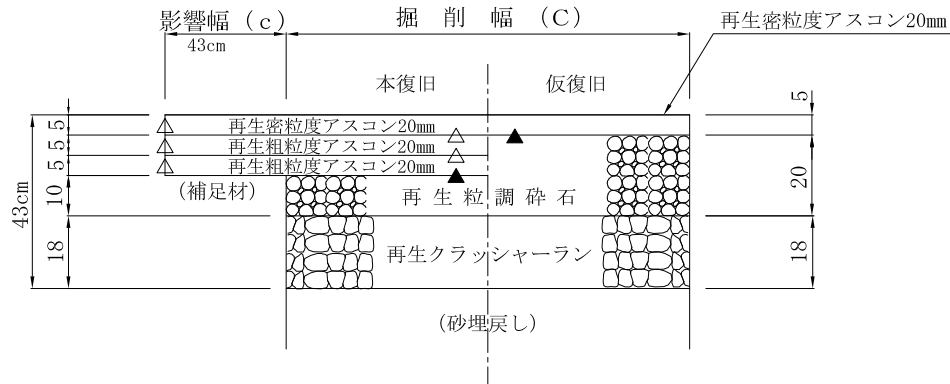 影響幅（c）
43cm
掘　削　幅　（C）
再生密粒度アスコン20mm
本復旧
仮復旧
43cm
5
5
5
10
18
再生密粒度アスコン20mm
再生粗粒度アスコン20mm
再生粗粒度アスコン20mm
(補足材)
再 生 粒 調 砕 石
再生クラッシャーラン
(砂埋戻し)
5
20
18